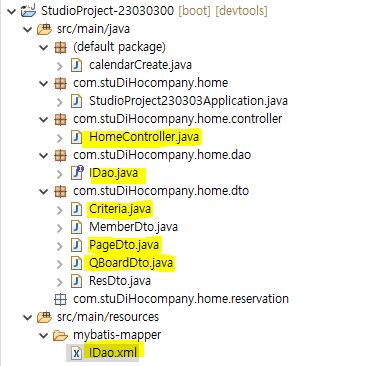 StudioProject-23030300 [boot] [devtools]
src/main/java
(default package)
calendarCreate.java
com.stuDiHocompany.home
StudioProject230303Application.java
com.stuDiHocompany.home.controller
HomeController.java
com.stuDiHocompany.home.dao
IDao.java
com.stuDiHocompany.home.dto
Criteria.java
MemberDto.java
PageDto.java
QBoardDto.java
ResDto.java
com.stuDiHocompany.home.reservation
src/main/resources
mybatis-mapper
IDao.xml